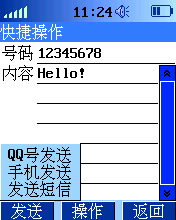 11:24
快捷操作
号码 12345678
内容 Hello!
QQ号发送
手机发送
发送短信
发送 操作 返回